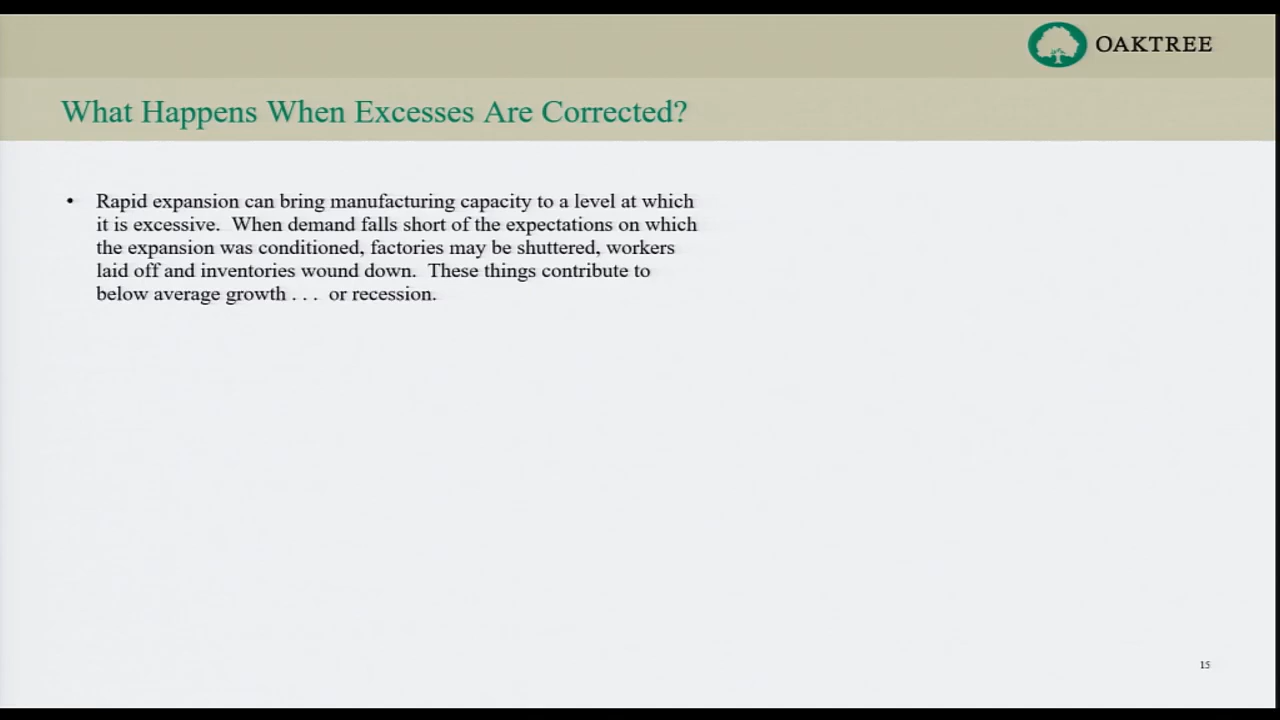 OAKTREE
What Happens When Excesses Are Corrected?
• Rapid expansion can bring manufacturing capacity to a level at which
it is excessive.  When demand falls short of the expectations on which
the expansion was conditioned, factories may be shuttered, workers
laid off and inventories wound down.  These things contribute to
below average growth . . .  or recession.
15